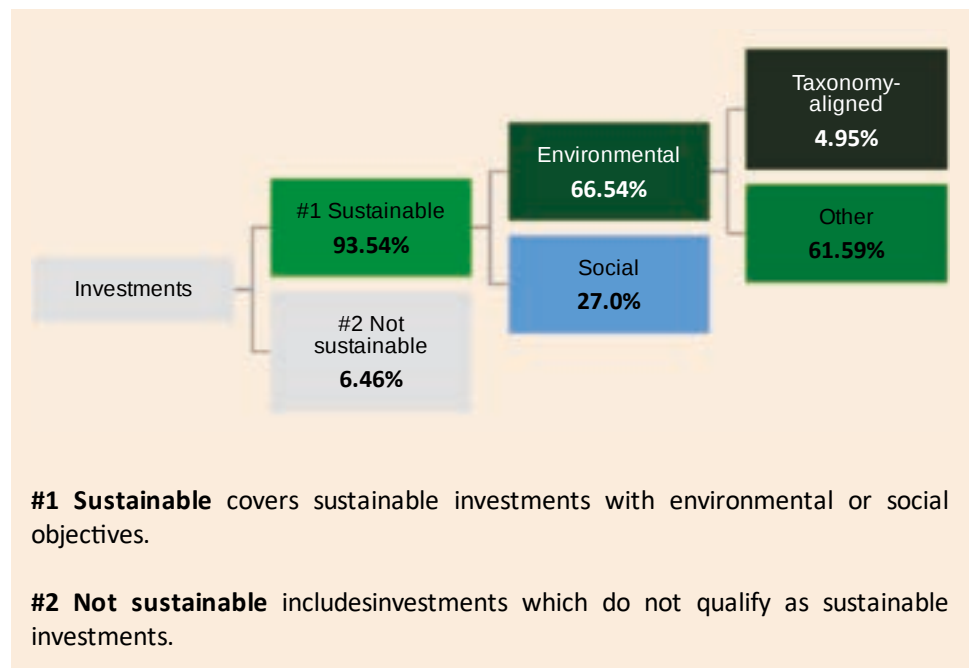 Taxonomy-
aligned
4.95%
Environmental
66.54%
#1 Sustainable
93.54%
Other
61.59%
Social
27.0%
Investments
#2 Not
sustainable
6.46%
#1 Sustainable covers sustainable investments with environmental or social
objectives.
#2 Not sustainable includesinvestments which do not qualify as sustainable
investments.